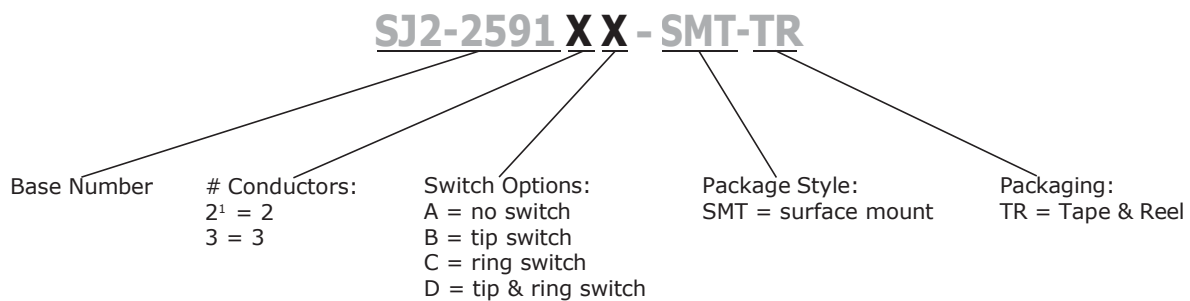 SJ2-2591 X X - SMT-TR
Base Number
# Conductors:
2¹ = 2
3 = 3
Switch Options:
A = no switch
B = tip switch
C = ring switch
D = tip & ring switch
Package Style:
SMT = surface mount
Packaging:
TR = Tape & Reel